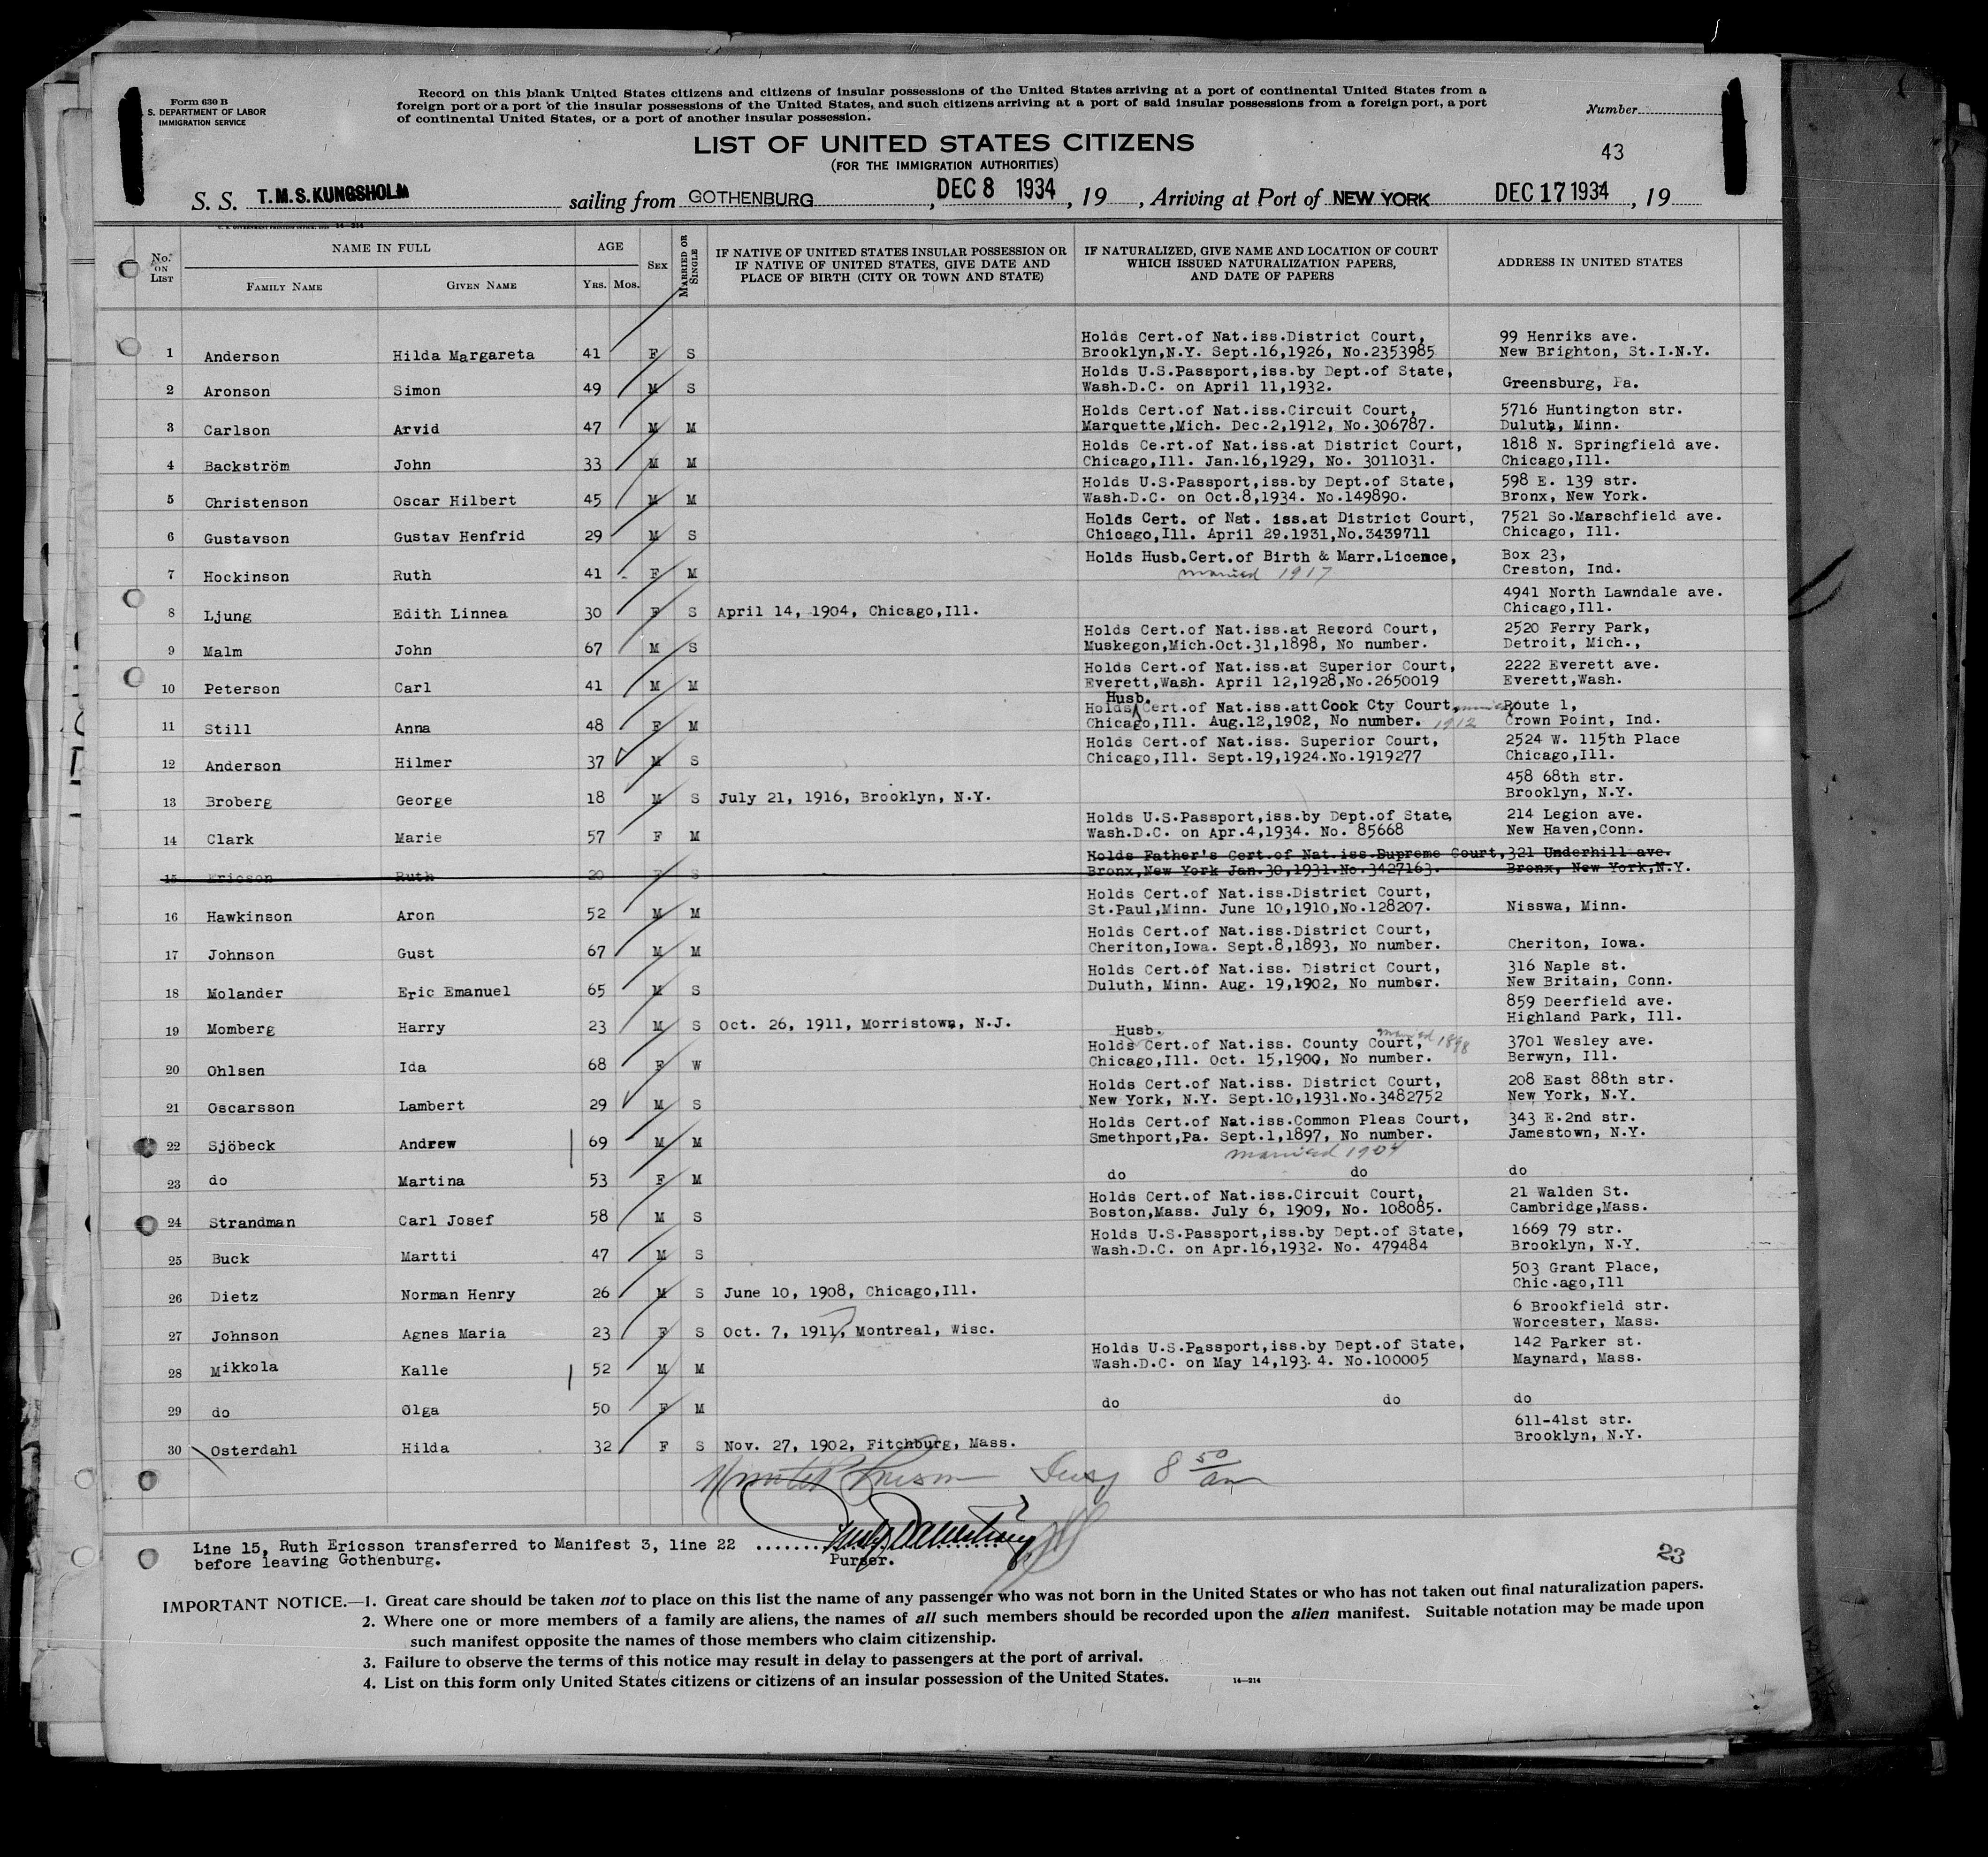 Form 630 B
S. DEPARTMENT OF LABOR
IMMIGRATION SERVICE
Record on this blank United States citizens and citizens of insular possessions of the United States arriving at a port of continental United States from a
foreign port or a port of the insular possessions of the United States, and such citizens arriving at a port of said insular possessions from a foreign port, a port
of continental United States, or a port of another insular possession.
Number
LIST OF UNITED STATES CITIZENS
(FOR THE IMMIGRATION AUTHORITIES)
43
S. S. T.M.S. KUNGSHOLM sailing from GOTHENBURG, DEC 8 1934, 19 , Arriving at Port of NEW YORK DEC 17 1934, 19
No. ON LIST NAME IN FULL AGE SEX MARRIED OR SINGLE IF NATIVE OF UNITED STATES INSULAR POSSESSION OR IF NATIVE OF UNITED STATES, GIVE DATE AND PLACE OF BIRTH (CITY OR TOWN AND STATE) IF NATURALIZED, GIVE NAME AND LOCATION OF COURT WHICH ISSUED NATURALIZATION PAPERS, AND DATE OF PAPERS ADDRESS IN UNITED STATES
FAMILY NAME GIVEN NAME YRS. MOS.
Holds Cert.of Nat.iss.District Court, 99 Henriks ave.
1 Anderson Hilda Margareta 41 F S Brooklyn,N.Y. Sept.16,1926, No.2353985 New Brighton, St.I.N.Y.
Holds U.S.Passport,iss.by Dept.of State,
2 Aronson Simon 49 M S Wash.D.C. on April 11,1932. Greensburg, Pa.
Holds Cert.of Nat.iss.Circuit Court, 5716 Huntington str.
3 Carlson Arvid 47 M M Marquette,Mich. Dec.2,1912, No.306787. Duluth, Minn.
Holds Ce.rt.of Nat.iss.at District Court, 1818 N. Springfield ave.
4 Backström John 33 M M Chicago,Ill. Jan.16,1929, No. 3011031. Chicago,Ill.
Holds U.S.Passport,iss.by Dept.of State, 598 E. 139 str.
5 Christenson Oscar Hilbert 45 M M Wash.D.C. on Oct.8,1934. No.149890. Bronx, New York.
Holds Cert. of Nat. iss.at District Court, 7521 So.Marschfield ave.
6 Gustavson Gustav Henfrid 29 M S Chicago,Ill. April 29.1931,No.3439711 Chicago, Ill.
Holds Husb.Cert.of Birth & Marr.Licence, Box 23,
7 Hockinson Ruth 41 F M married 1917 Creston, Ind.
4941 North Lawndale ave.
8 Ljung Edith Linnea 30 F S April 14, 1904, Chicago,Ill. Chicago,Ill.
Holds Cert.of Nat.iss.at Record Court, 2520 Ferry Park,
9 Malm John 67 M S Muskegon,Mich.Oct.31,1898, No number. Detroit, Mich.,
Holds Cert.of Nat.iss.at Superior Court, 2222 Everett ave.
10 Peterson Carl 41 M M Everett,Wash. April 12,1928,No.2650019 Everett,Wash.
Husb.
Holds Cert.of Nat.iss.att Cook Cty Court, married Route 1,
11 Still Anna 48 F M Chicago,Ill. Aug.12,1902, No number. 1912 Crown Point, Ind.
Holds Cert.of Nat.iss. Superior Court, 2524 W. 115th Place
12 Anderson Hilmer 37 M S Chicago,Ill. Sept.19,1924.No.1919277 Chicago,Ill.
458 68th str.
13 Broberg George 18 M S July 21, 1916, Brooklyn, N.Y. Brooklyn, N.Y.
Holds U.S.Passport,iss.by Dept.of State, 214 Legion ave.
14 Clark Marie 57 F M Wash.D.C. on Apr.4,1934. No. 85668 New Haven,Conn.
Holds Father's Cert.of Nat.iss.Supreme Court, 321 Underhill ave.
15 Ericson Ruth 20 F S Bronx,New York Jan.30,1931.No.3427163. Bronx, New York,N.Y.
Holds Cert.of Nat.iss.District Court,
16 Hawkinson Aron 52 M M St.Paul,Minn. June 10,1910,No.128207. Nisswa, Minn.
Holds Cert.of Nat.iss.District Court,
17 Johnson Gust 67 M M Cheriton,Iowa. Sept.8,1893, No number. Cheriton, Iowa.
Holds Cert.of Nat.iss. District Court, 316 Naple st.
18 Molander Eric Emanuel 65 M S Duluth, Minn. Aug. 19,1902, No number. New Britain, Conn.
859 Deerfield ave.
19 Momberg Harry 23 M S Oct. 26, 1911, Morristown, N.J. Highland Park, Ill.
Husb. married 1898
Holds Cert.of Nat.iss. County Court, 3701 Wesley ave.
20 Ohlsen Ida 68 F W Chicago,Ill. Oct. 15,1900, No number. Berwyn, Ill.
Holds Cert.of Nat.iss. District Court, 208 East 88th str.
21 Oscarsson Lambert 29 M S New York, N.Y. Sept.10,1931.No.3482752 New York, N.Y.
Holds Cert.of Nat.iss.Common Pleas Court, 343 E.2nd str.
22 Sjöbeck Andrew 69 M M Smethport,Pa. Sept.1,1897, No number. Jamestown, N.Y.
married 1904
23 do Martina 53 F M do do do
Holds Cert.of Nat.iss.Circuit Court, 21 Walden St.
24 Strandman Carl Josef 58 M S Boston,Mass. July 6, 1909, No. 108085. Cambridge,Mass.
Holds U.S.Passport,iss.by Dept.of State, 1669 79 str.
25 Buck Martti 47 M S Wash.D.C. on Apr.16,1932. No. 479484 Brooklyn, N.Y.
503 Grant Place,
26 Dietz Norman Henry 26 M S June 10, 1908, Chicago,Ill. Chic.ago,Ill
6 Brookfield str.
27 Johnson Agnes Maria 23 F S Oct. 7, 1911, Montreal, Wisc. Worcester, Mass.
Holds U.S.Passport,iss.by Dept.of State, 142 Parker st.
28 Mikkola Kalle 52 M M Wash.D.C. on May 14,193.4. No.100005 Maynard, Mass.
29 do Olga 50 F M do do do
611-41st str.
30 Osterdahl Hilda 32 F S Nov. 27, 1902, Fitchburg, Mass. Brooklyn, N.Y.
8 50 am
Line 15, Ruth Ericsson transferred to Manifest 3, line 22
before leaving Gothenburg. Purser.
23
IMPORTANT NOTICE.—1. Great care should be taken not to place on this list the name of any passenger who was not born in the United States or who has not taken out final naturalization papers.
2. Where one or more members of a family are aliens, the names of all such members should be recorded upon the alien manifest. Suitable notation may be made upon
such manifest opposite the names of those members who claim citizenship.
3. Failure to observe the terms of this notice may result in delay to passengers at the port of arrival.
4. List on this form only United States citizens or citizens of an insular possession of the United States. 14—214